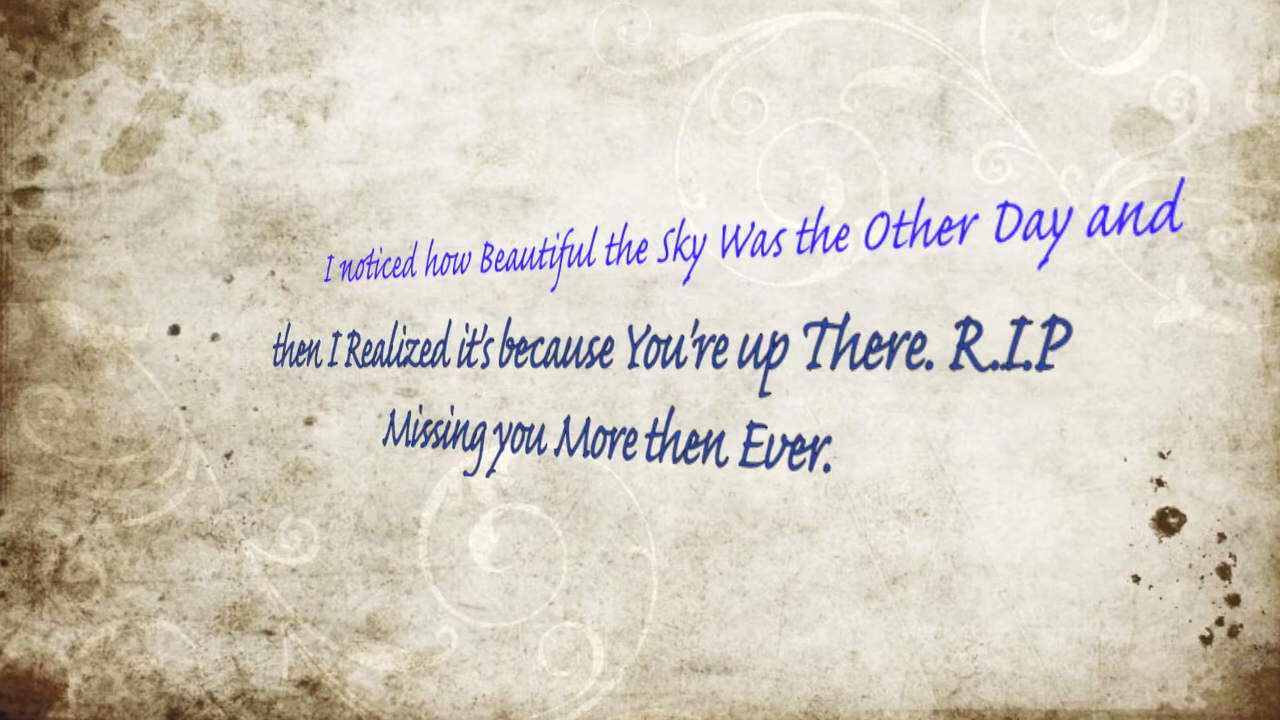 I noticed how Beautiful the Sky Was the Other Day and
then I Realized it's because You're up There. R.I.P
Missing you More then Ever.